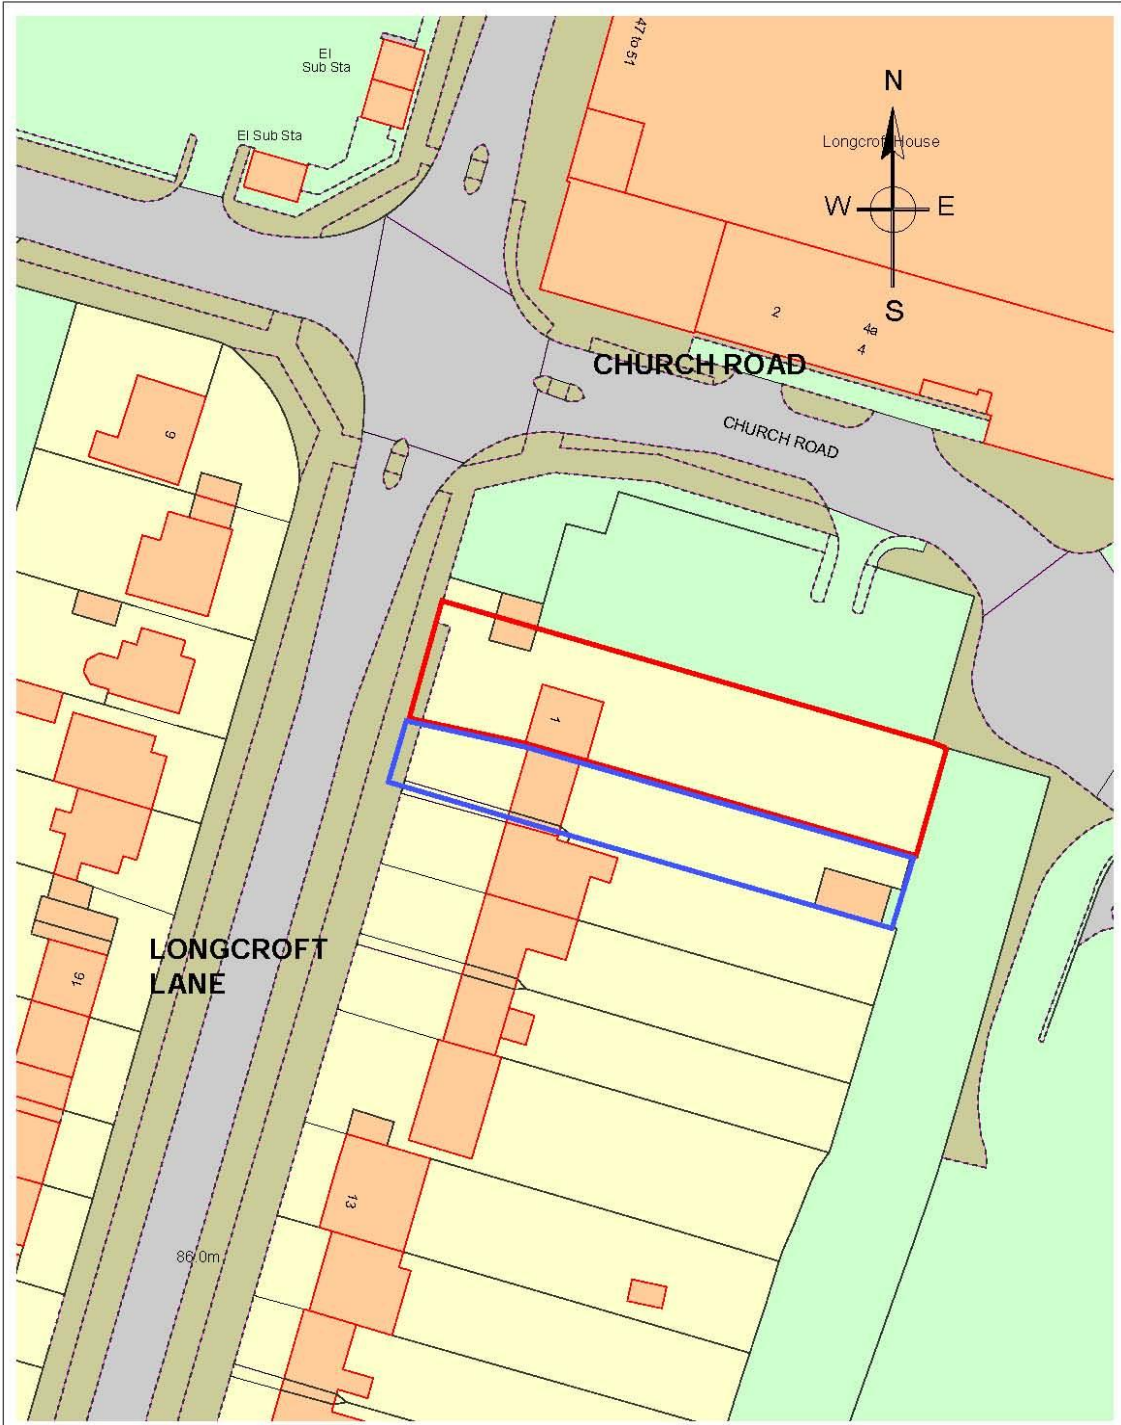 47 to 51
El
Sub Sta
El Sub Sta
N
Longcroft House
W E
S
2
4a
4
CHURCH ROAD
CHURCH ROAD
9
1
LONGCROFT
LANE
16
13
86.0m